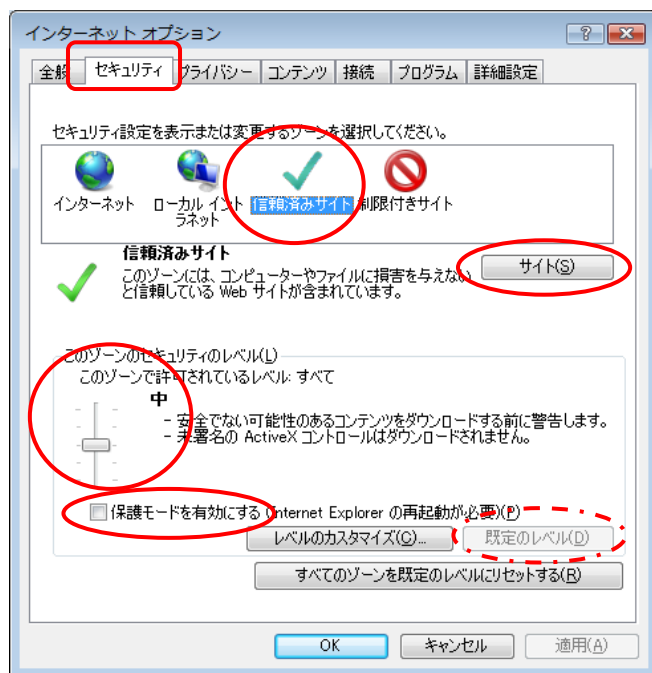 インターネット オプション
全般 セキュリティ プライバシー コンテンツ 接続 プログラム 詳細設定
セキュリティ設定を表示または変更するゾーンを選択してください。
インターネット ローカル イントラネット 信頼済みサイト 制限付きサイト
信頼済みサイト
このゾーンには、コンピューターやファイルに損害を与えない
と信頼している Web サイトが含まれています。
サイト(S)
このゾーンのセキュリティのレベル(L)
このゾーンで許可されているレベル: すべて
中
- 安全でない可能性のあるコンテンツをダウンロードする前に警告します。
- 未署名の ActiveX コントロールはダウンロードされません。
保護モードを有効にする (Internet Explorer の再起動が必要)(P)
レベルのカスタマイズ(C)... 既定のレベル(D)
すべてのゾーンを既定のレベルにリセットする(R)
OK キャンセル 適用(A)